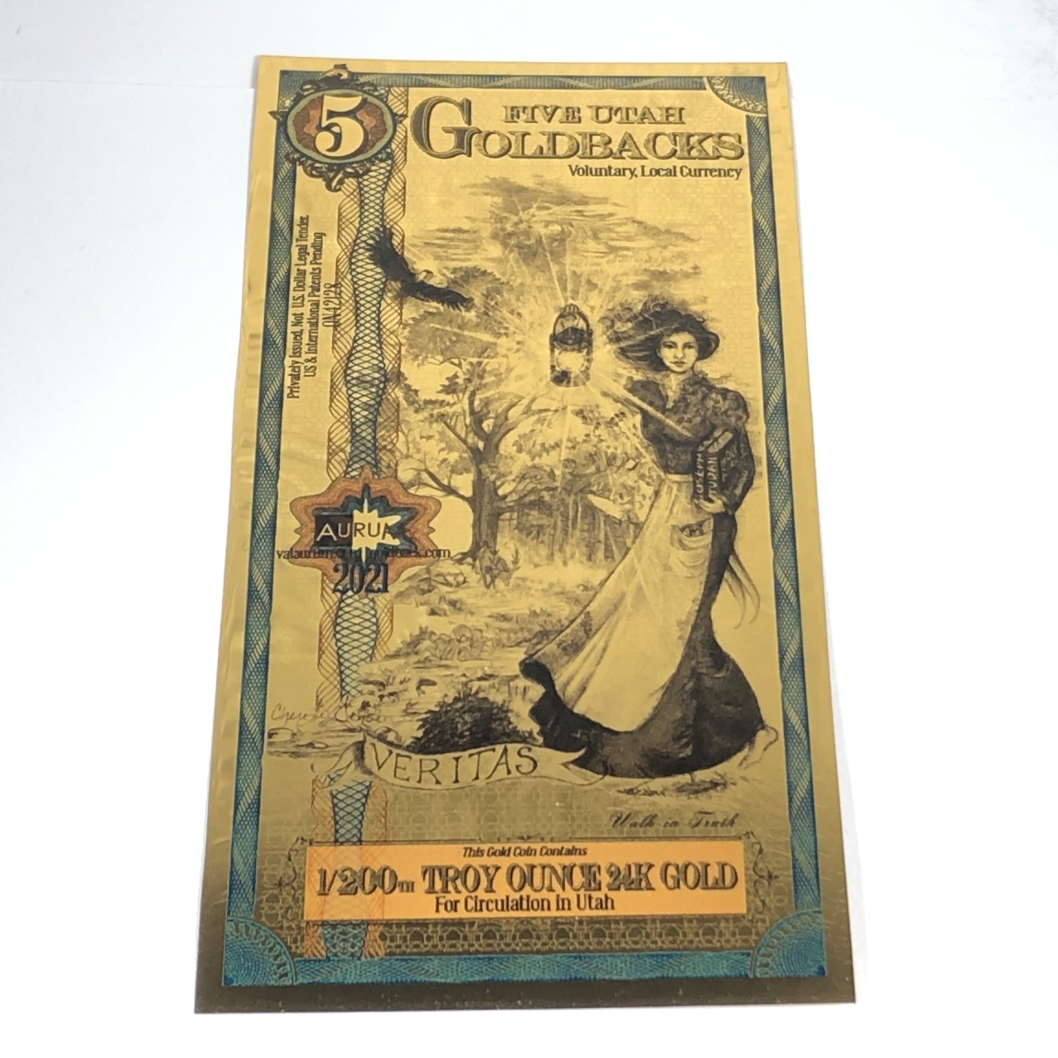 5
FIVE UTAH
GOLDBACKS
Voluntary, Local Currency
Privately Issued, Not U.S. Dollar Legal Tender.
US & International Patents Pending
AURUM
2021
VERITAS
Walk in Truth
This Gold Coin Contains
1/200TH TROY OUNCE 24K GOLD
For Circulation in Utah